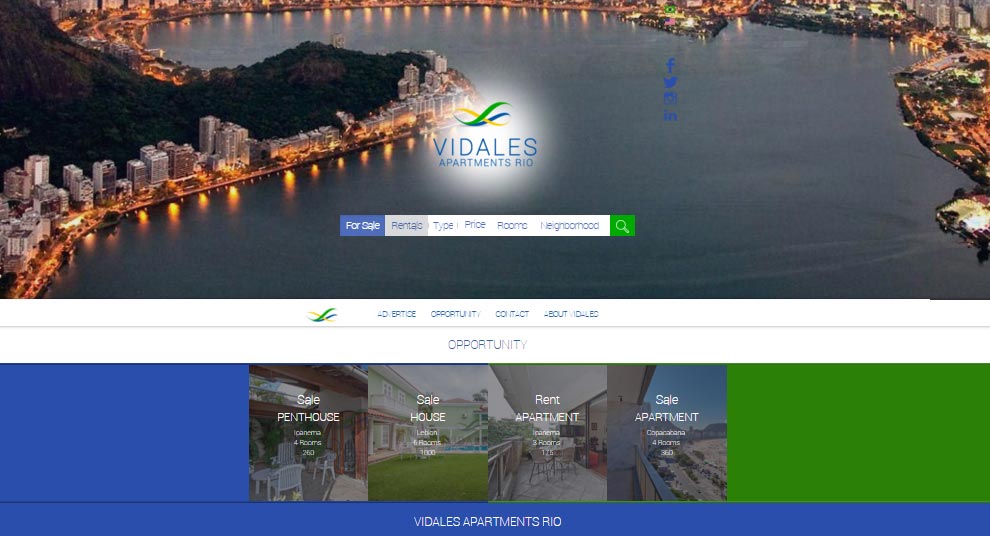 VIDALES
APARTMENTS RIO
For Sale Rentals Type Price Rooms Neighborhood
ADVERTISE OPPORTUNITY CONTACT ABOUT VIDALES
OPPORTUNITY
Sale
PENTHOUSE
Ipanema
4 Rooms
260
Sale
HOUSE
Leblon
6 Rooms
1000
Rent
APARTMENT
Ipanema
3 Rooms
175
Sale
APARTMENT
Copacabana
4 Rooms
360
VIDALES APARTMENTS RIO